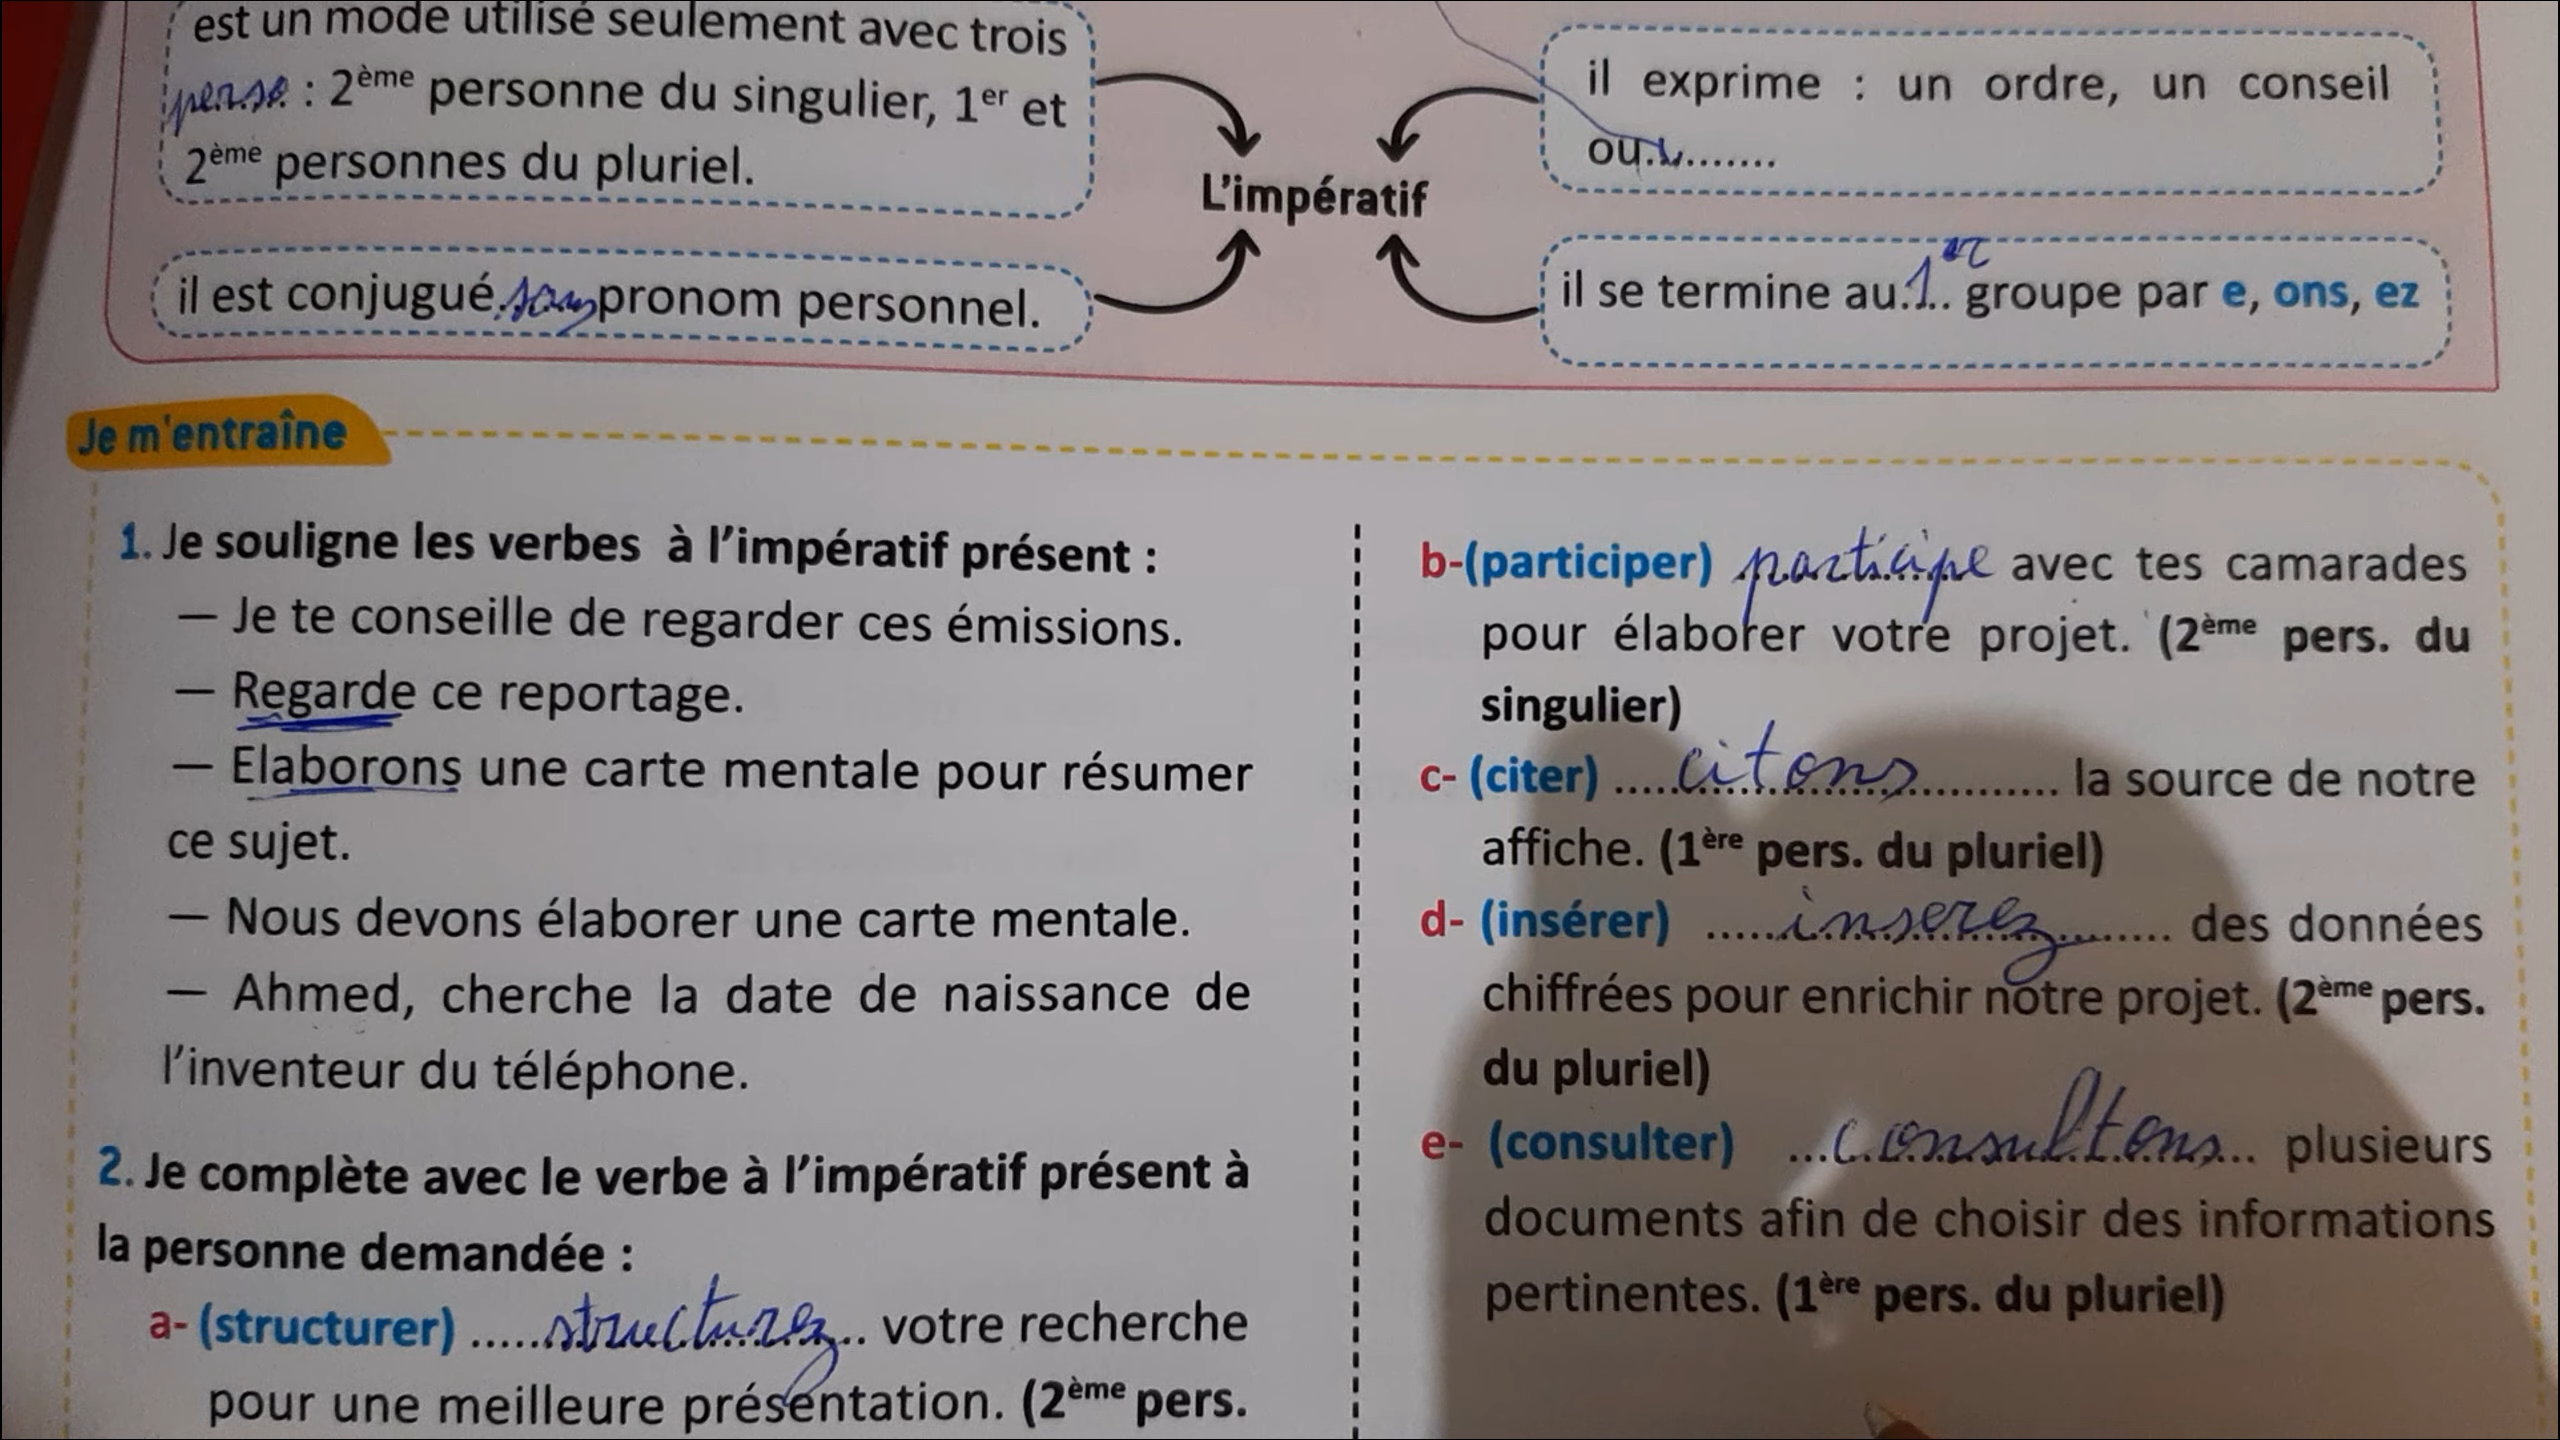 est un mode utilisé seulement avec trois
perso : 2ème personne du singulier, 1er et
2ème personnes du pluriel.
il exprime : un ordre, un conseil
ou...........
L'impératif
il est conjugué sans pronom personnel.
il se termine au.1er. groupe par e, ons, ez
Je m'entraîne
1. Je souligne les verbes à l'impératif présent :
— Je te conseille de regarder ces émissions.
— Regarde ce reportage.
— Elaborons une carte mentale pour résumer
ce sujet.
— Nous devons élaborer une carte mentale.
— Ahmed, cherche la date de naissance de
l'inventeur du téléphone.
2. Je complète avec le verbe à l'impératif présent à
la personne demandée :
a- (structurer) .....structurez.. votre recherche
pour une meilleure présentation. (2ème pers.
b-(participer) participe avec tes camarades
pour élaborer votre projet. (2ème pers. du
singulier)
c- (citer) .....citons............ la source de notre
affiche. (1ère pers. du pluriel)
d- (insérer) .....inserez....... des données
chiffrées pour enrichir notre projet. (2ème pers.
du pluriel)
e- (consulter) ...consultons... plusieurs
documents afin de choisir des informations
pertinentes. (1ère pers. du pluriel)